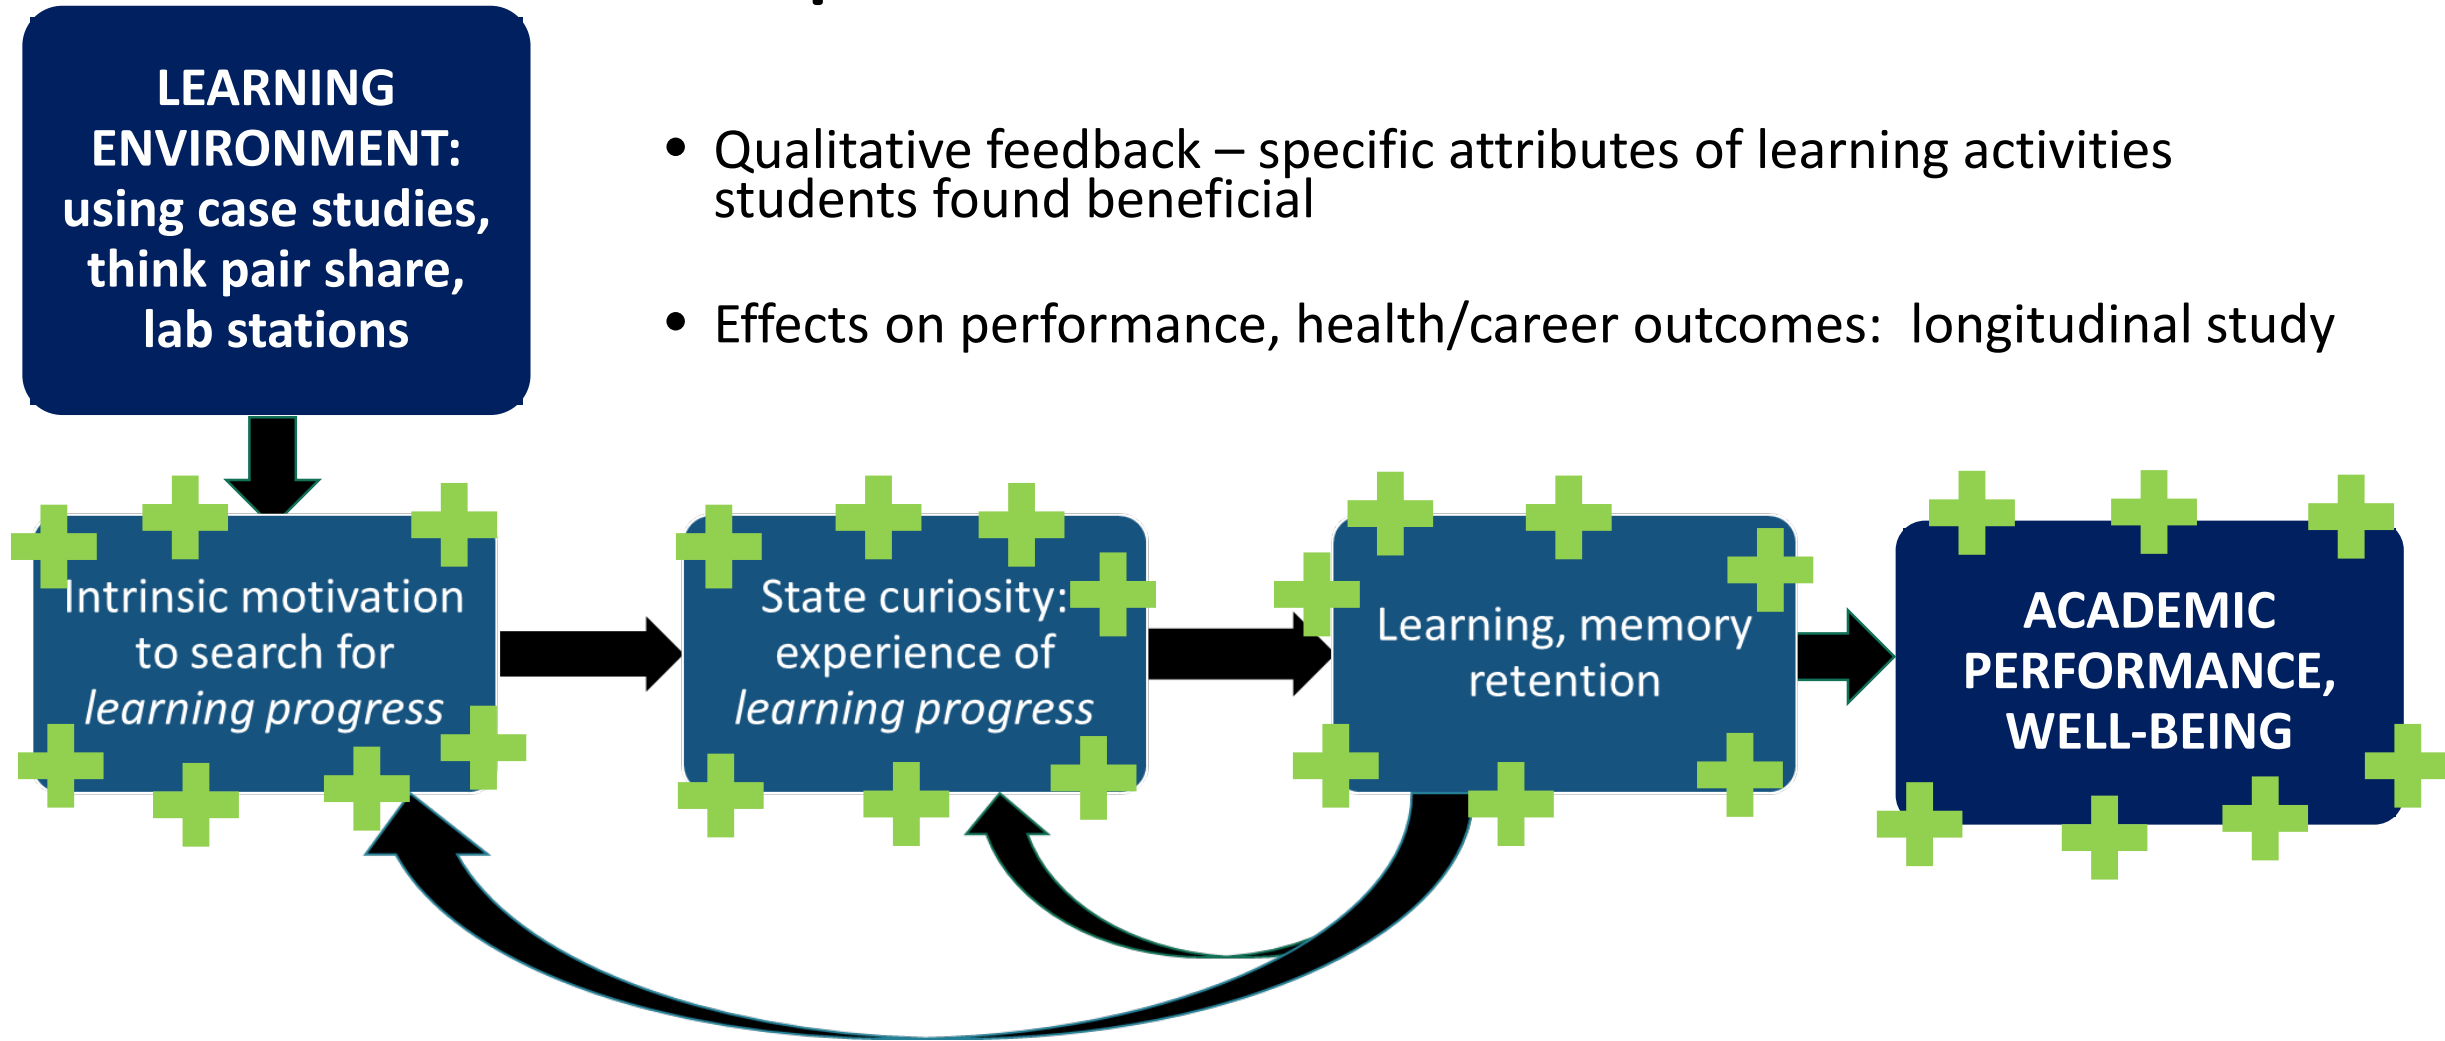 LEARNING
ENVIRONMENT:
using case studies,
think pair share,
lab stations
• Qualitative feedback – specific attributes of learning activities
students found beneficial
• Effects on performance, health/career outcomes:  longitudinal study
Intrinsic motivation
to search for
learning progress
State curiosity:
experience of
learning progress
Learning, memory
retention
ACADEMIC
PERFORMANCE,
WELL-BEING